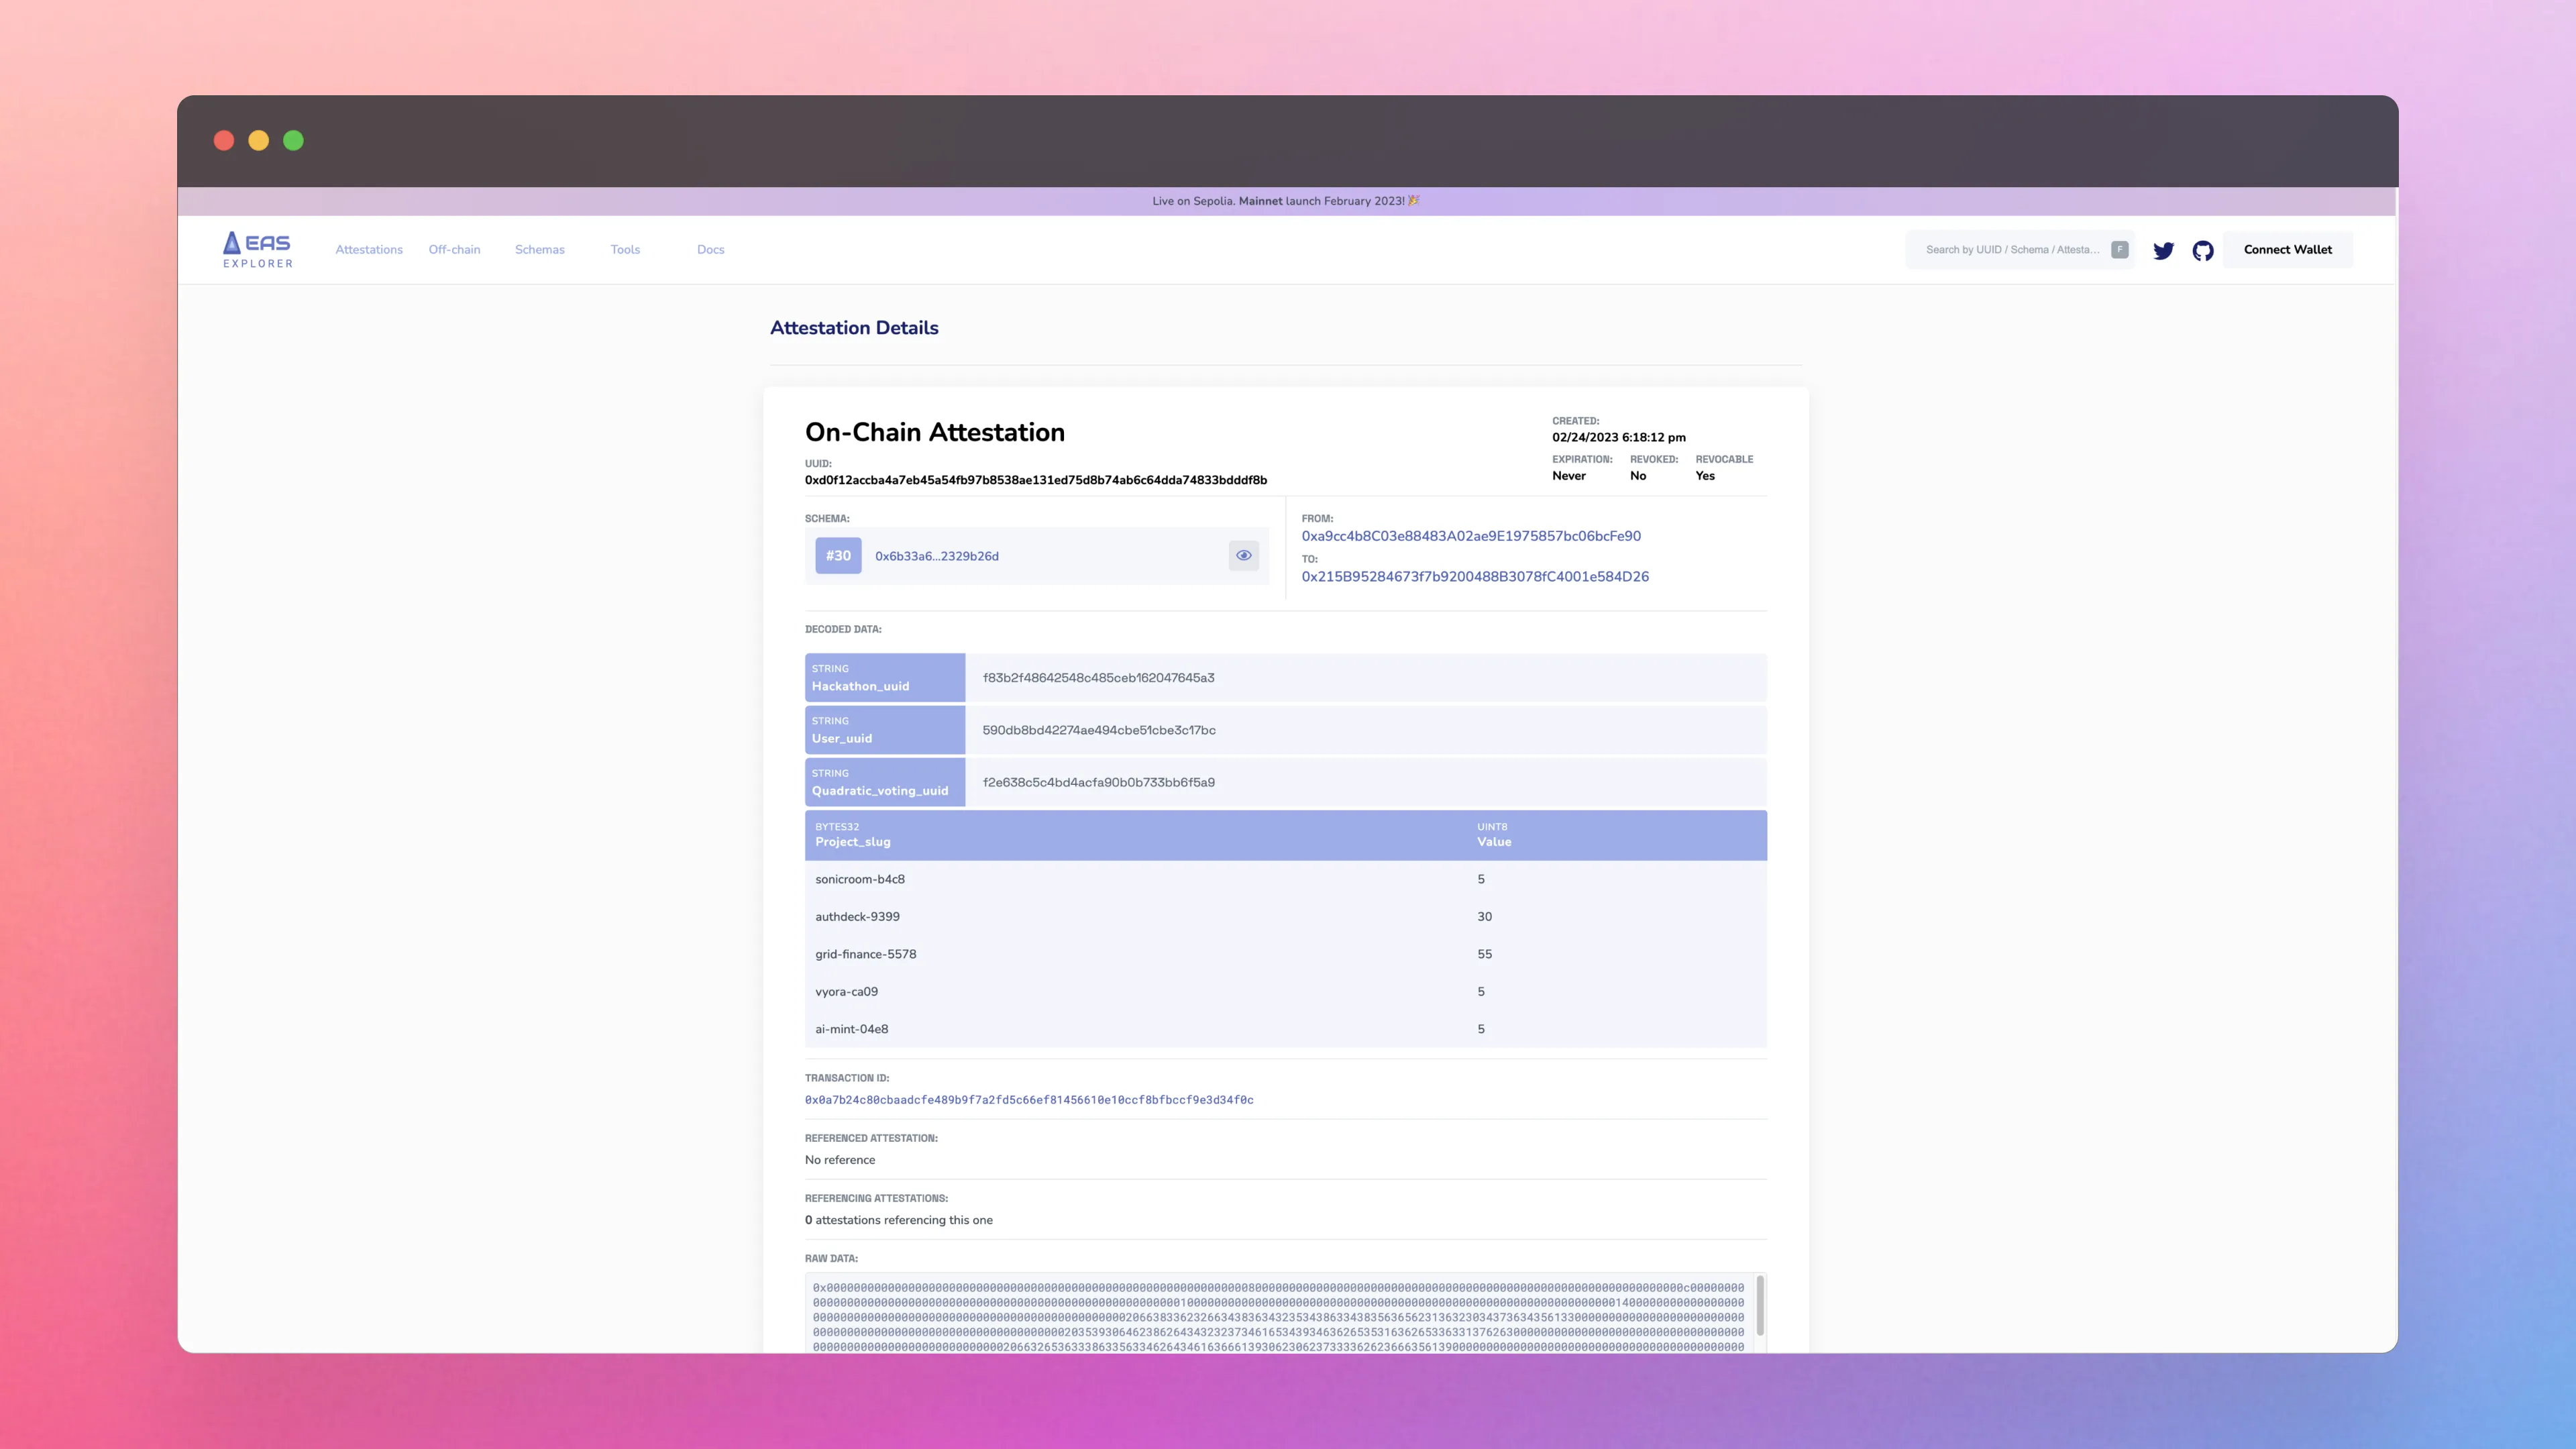 Live on Sepolia. Mainnet launch February 2023!
EAS
EXPLORER
Attestations Off-chain Schemas Tools Docs
Search by UUID / Schema / Attesta... F
Connect Wallet
Attestation Details
On-Chain Attestation
UUID:
0xd0f12accba4a7eb45a54fb97b8538ae131ed75d8b74ab6c64dda74833bdddf8b
CREATED:
02/24/2023 6:18:12 pm
EXPIRATION: REVOKED: REVOCABLE
Never No Yes
SCHEMA:
#30 0x6b33a6...2329b26d
FROM:
0xa9cc4b8C03e88483A02ae9E1975857bc06bcFe90
TO:
0x215B95284673f7b9200488B3078fC4001e584D26
DECODED DATA:
STRING
Hackathon_uuid
f83b2f48642548c485ceb162047645a3
STRING
User_uuid
590db8bd42274ae494cbe51cbe3c17bc
STRING
Quadratic_voting_uuid
f2e638c5c4bd4acfa90b0b733bb6f5a9
BYTES32 UINT8
Project_slug Value
sonicroom-b4c8 5
authdeck-9399 30
grid-finance-5578 55
vyora-ca09 5
ai-mint-04e8 5
TRANSACTION ID:
0x0a7b24c80cbaadcfe489b9f7a2fd5c66ef81456610e10ccf8bfbccf9e3d34f0c
REFERENCED ATTESTATION:
No reference
REFERENCING ATTESTATIONS:
0 attestations referencing this one
RAW DATA: